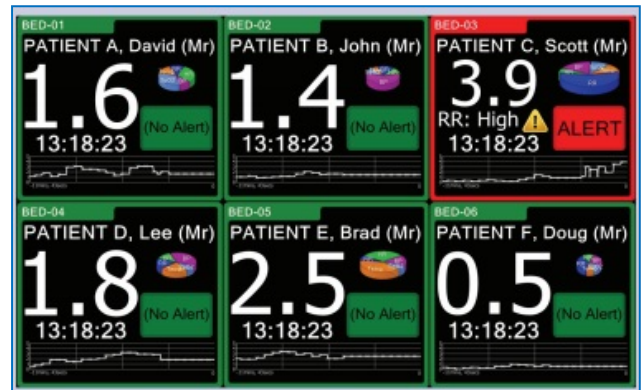 BED-01
PATIENT A, David (Mr)
1.6
(No Alert)
13:18:23
BED-02
PATIENT B, John (Mr)
1.4
(No Alert)
13:18:23
BED-03
PATIENT C, Scott (Mr)
3.9
RR: High
ALERT
13:18:23
BED-04
PATIENT D, Lee (Mr)
1.8
(No Alert)
13:18:23
BED-05
PATIENT E, Brad (Mr)
2.5
(No Alert)
13:18:23
BED-06
PATIENT F, Doug (Mr)
0.5
(No Alert)
13:18:23